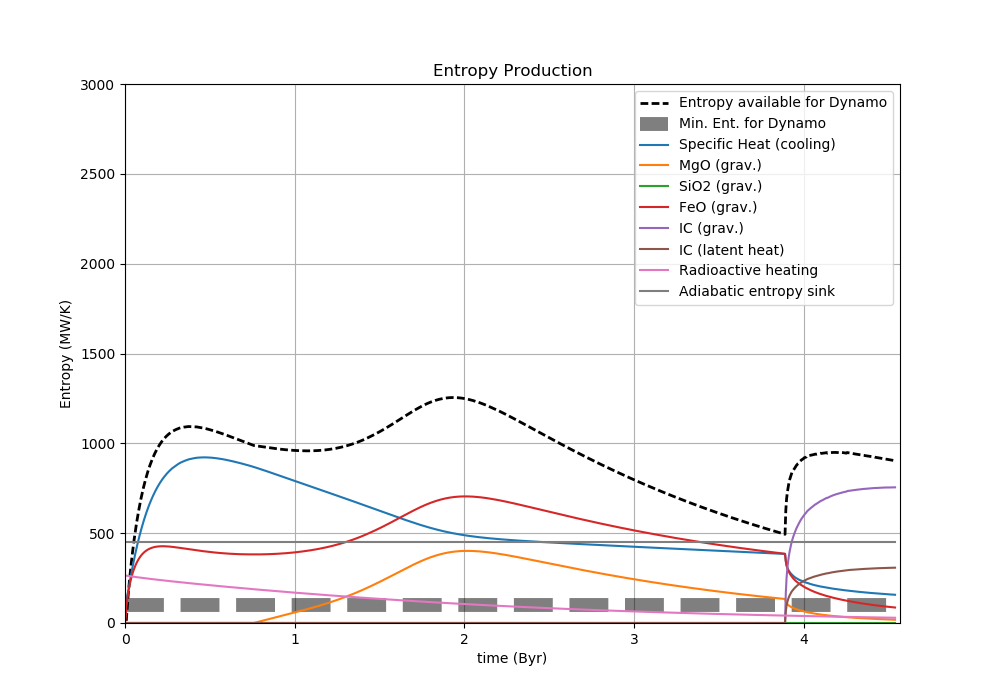 Entropy Production
3000
2500
2000
1500
1000
500
0
Entropy (MW/K)
Entropy available for Dynamo
Min. Ent. for Dynamo
Specific Heat (cooling)
MgO (grav.)
SiO2 (grav.)
FeO (grav.)
IC (grav.)
IC (latent heat)
Radioactive heating
Adiabatic entropy sink
0 1 2 3 4
time (Byr)